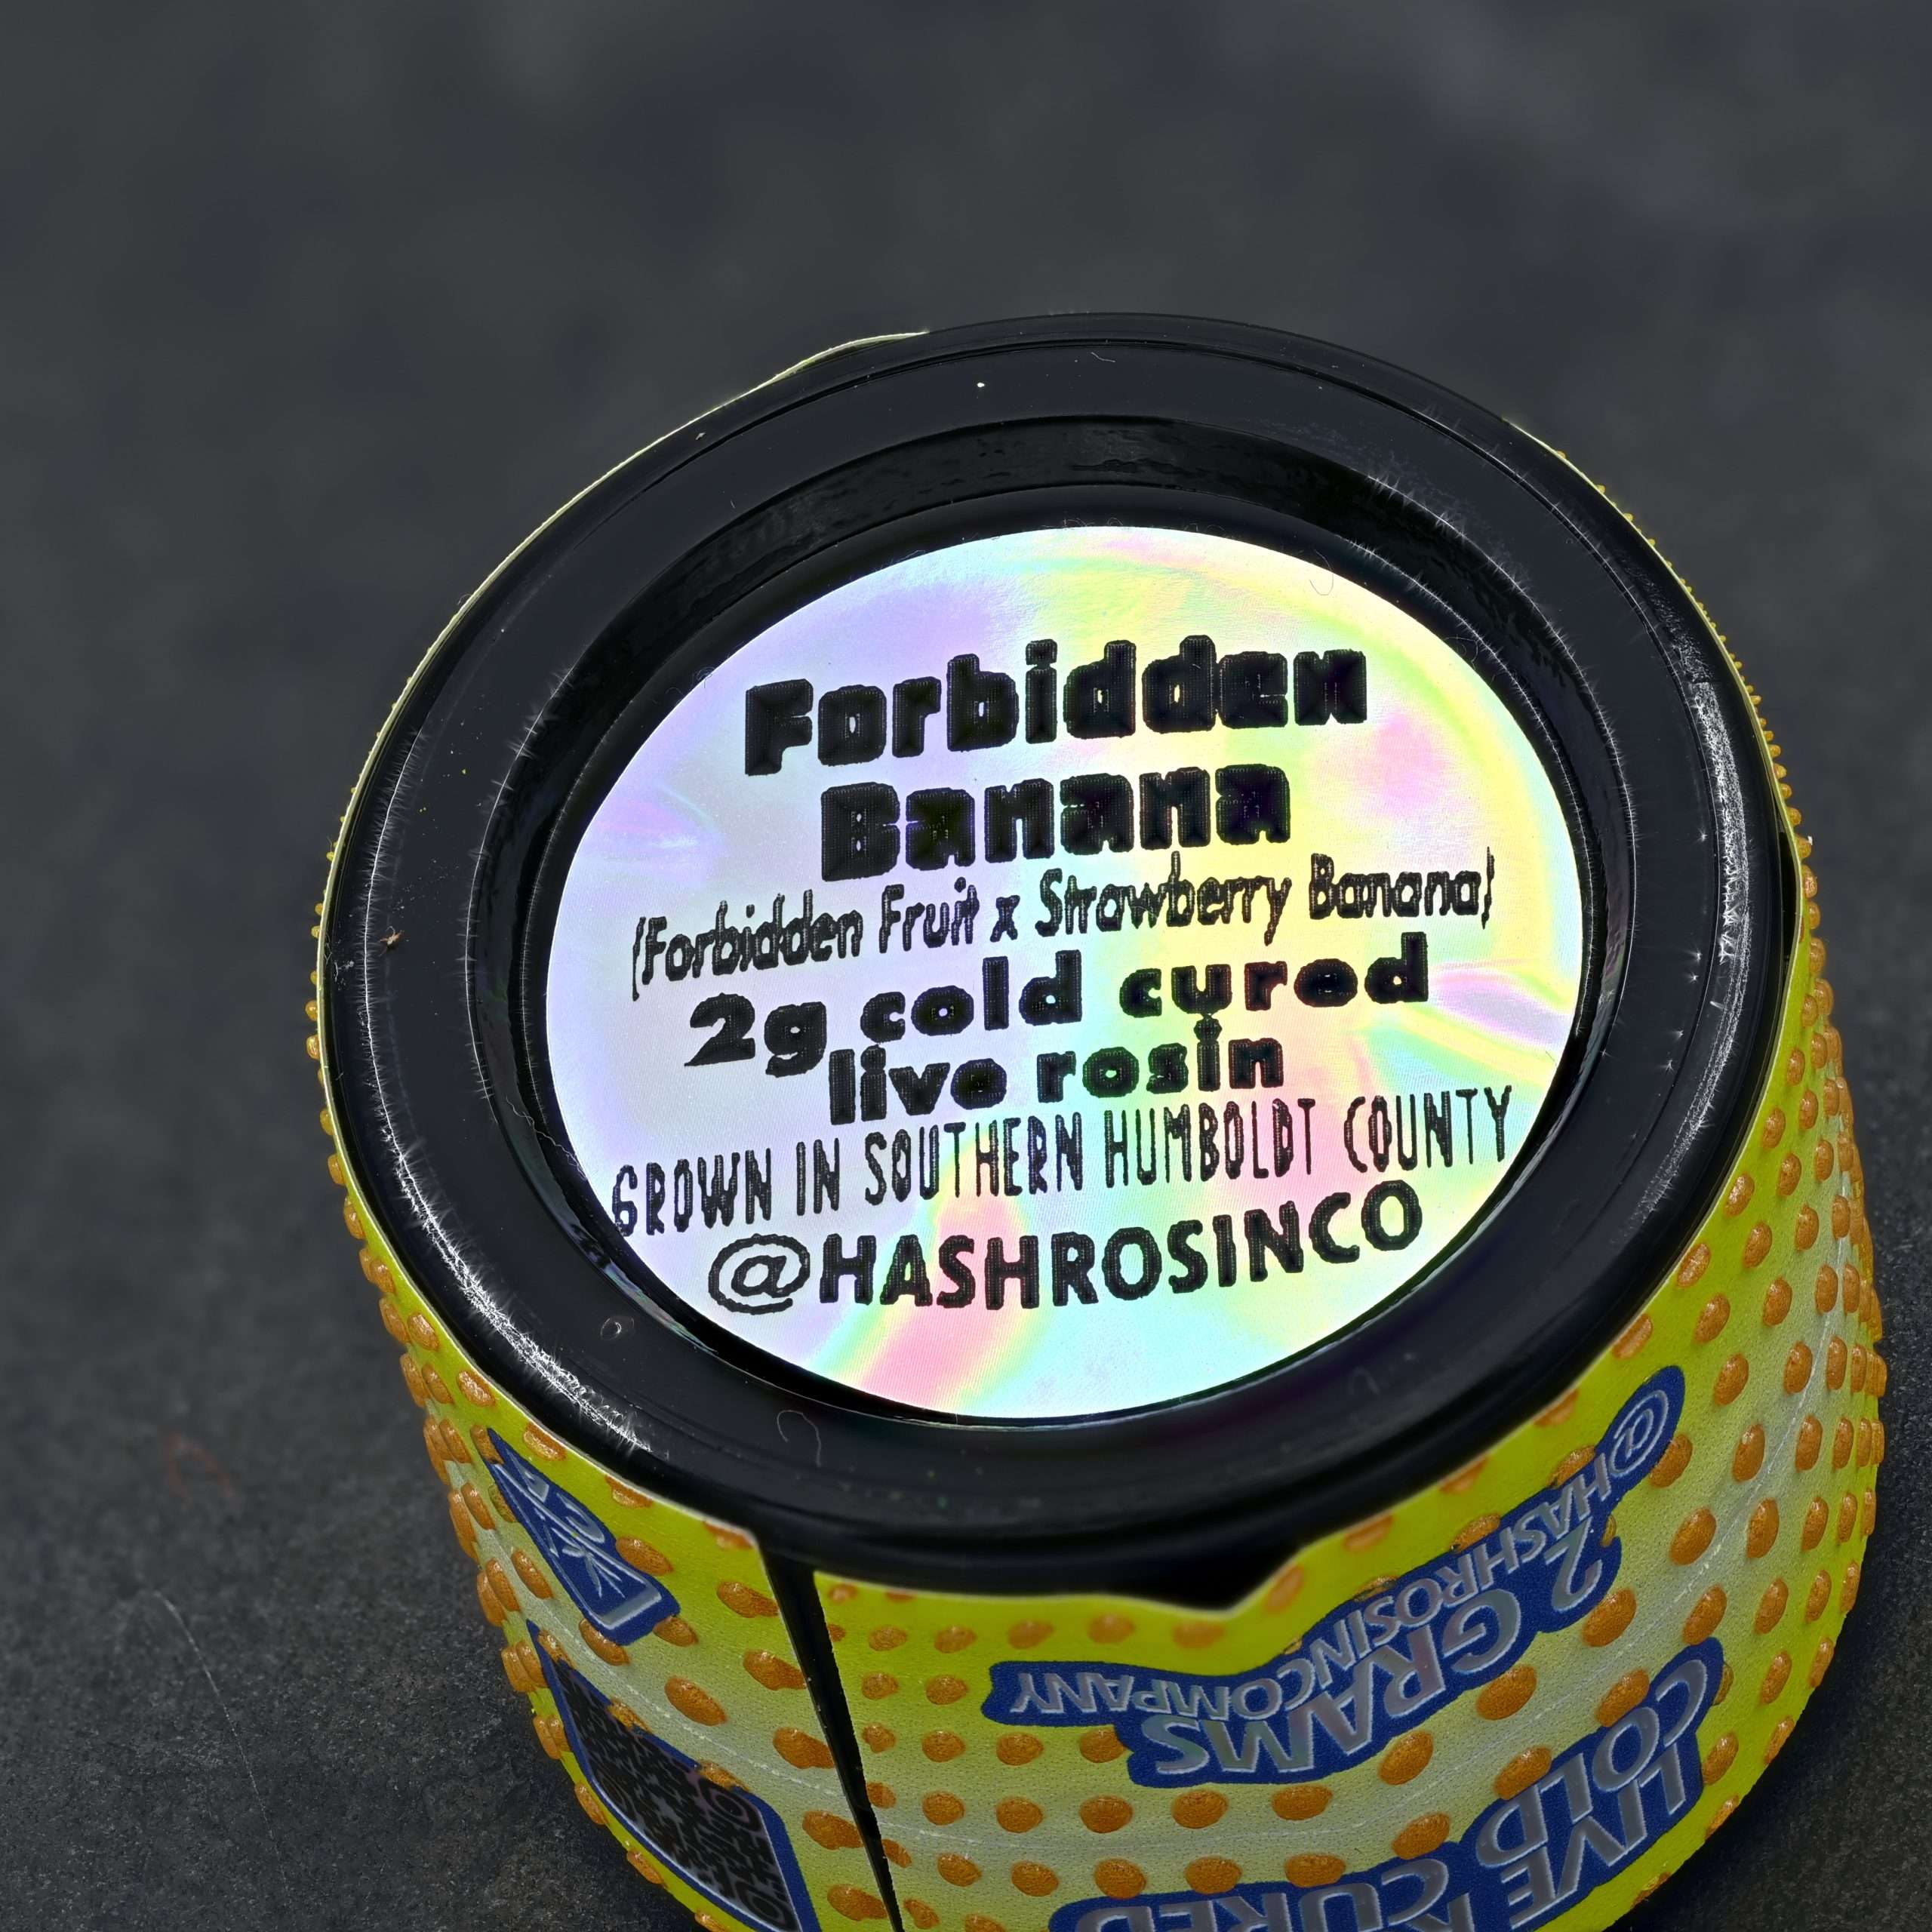 Forbidden
Banana
(Forbidden Fruit x Strawberry Banana)
2g cold cured
live rosin
GROWN IN SOUTHERN HUMBOLDT COUNTY
@HASHROSINCO
LIVE
COLD CURED
2 GRAMS
@HASHROSINCOMPANY